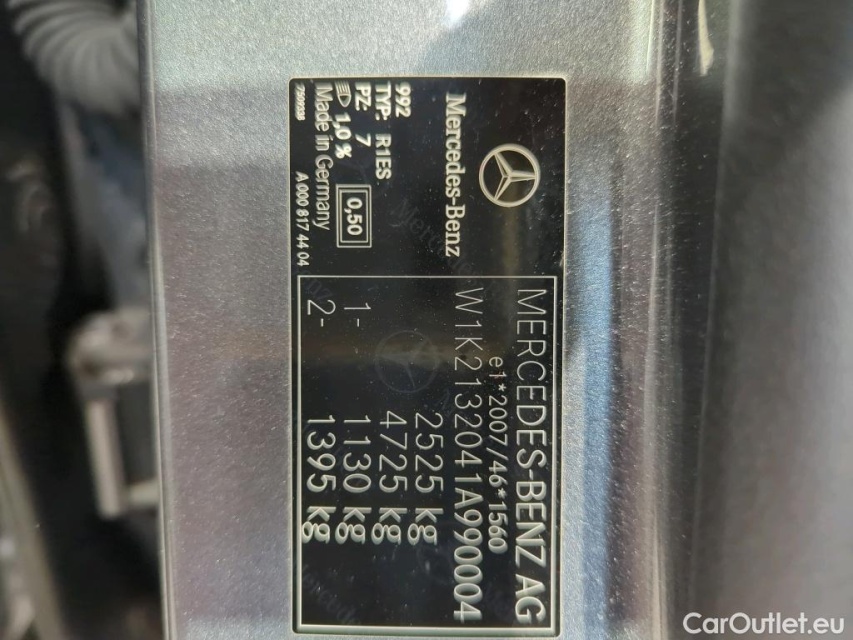 Mercedes-Benz
992
TYP: R1ES
PZ: 7
1,0 %
0,50
Made in Germany
7509938
A 000 817 44 04
MERCEDES-BENZ AG
e1*2007/46*1560
W1K2132041A990004
2525 kg
4725 kg
1- 1130 kg
2- 1395 kg
CarOutlet.eu